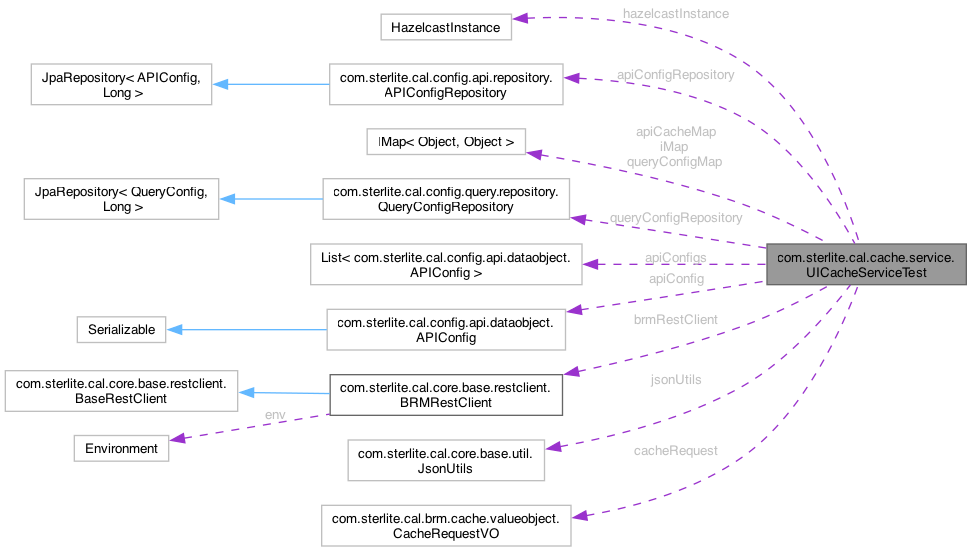 hazelcastInstance
HazelcastInstance
JpaRepository< APIConfig,
Long >
com.sterlite.cal.config.api.repository.
APIConfigRepository
apiConfigRepository
IMap< Object, Object >
apiCacheMap
iMap
queryConfigMap
JpaRepository< QueryConfig,
Long >
com.sterlite.cal.config.query.repository.
QueryConfigRepository
queryConfigRepository
List< com.sterlite.cal.config.api.dataobject.
APIConfig >
apiConfigs
com.sterlite.cal.cache.service.
UICacheServiceTest
apiConfig
Serializable
com.sterlite.cal.config.api.dataobject.
APIConfig
brmRestClient
com.sterlite.cal.core.base.restclient.
BaseRestClient
com.sterlite.cal.core.base.restclient.
BRMRestClient
jsonUtils
env
Environment
com.sterlite.cal.core.base.util.
JsonUtils
cacheRequest
com.sterlite.cal.brm.cache.valueobject.
CacheRequestVO